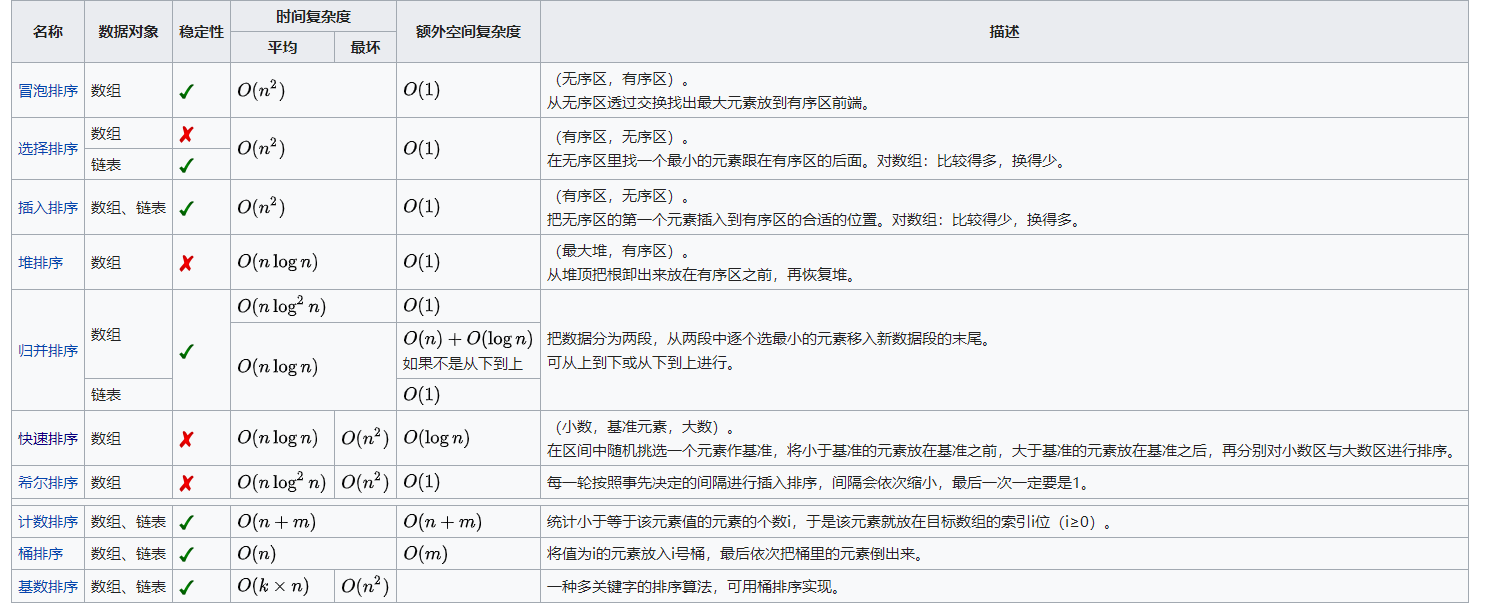 名称 数据对象 稳定性 时间复杂度 额外空间复杂度 描述
平均 最坏
冒泡排序 数组 ✔ O(n²) O(1) （无序区，有序区）。
从无序区透过交换找出最大元素放到有序区前端。
选择排序 数组 ✘ O(n²) O(1) （有序区，无序区）。
链表 ✔ 在无序区里找一个最小的元素跟在有序区的后面。对数组：比较得多，换得少。
插入排序 数组、链表 ✔ O(n²) O(1) （有序区，无序区）。
把无序区的第一个元素插入到有序区的合适的位置。对数组：比较得少，换得多。
堆排序 数组 ✘ O(n log n) O(1) （最大堆，有序区）。
从堆顶把根卸出来放在有序区之前，再恢复堆。
归并排序 数组 ✔ O(n log² n) O(1) 把数据分为两段，从两段中逐个选最小的元素移入新数据段的末尾。
O(n log n) O(n) + O(log n) 可从上到下或从下到上进行。
如果不是从下到上
链表 O(1)
快速排序 数组 ✘ O(n log n) O(n²) O(log n) （小数，基准元素，大数）。
在区间中随机挑选一个元素作基准，将小于基准的元素放在基准之前，大于基准的元素放在基准之后，再分别对小数区与大数区进行排序。
希尔排序 数组 ✘ O(n log² n) O(n²) O(1) 每一轮按照事先决定的间隔进行插入排序，间隔会依次缩小，最后一次一定要是1。
计数排序 数组、链表 ✔ O(n + m) O(n + m) 统计小于等于该元素值的元素的个数i，于是该元素就放在目标数组的索引i位（i≥0）。
桶排序 数组、链表 ✔ O(n) O(m) 将值为i的元素放入i号桶，最后依次把桶里的元素倒出来。
基数排序 数组、链表 ✔ O(k × n) O(n²) 一种多关键字的排序算法，可用桶排序实现。